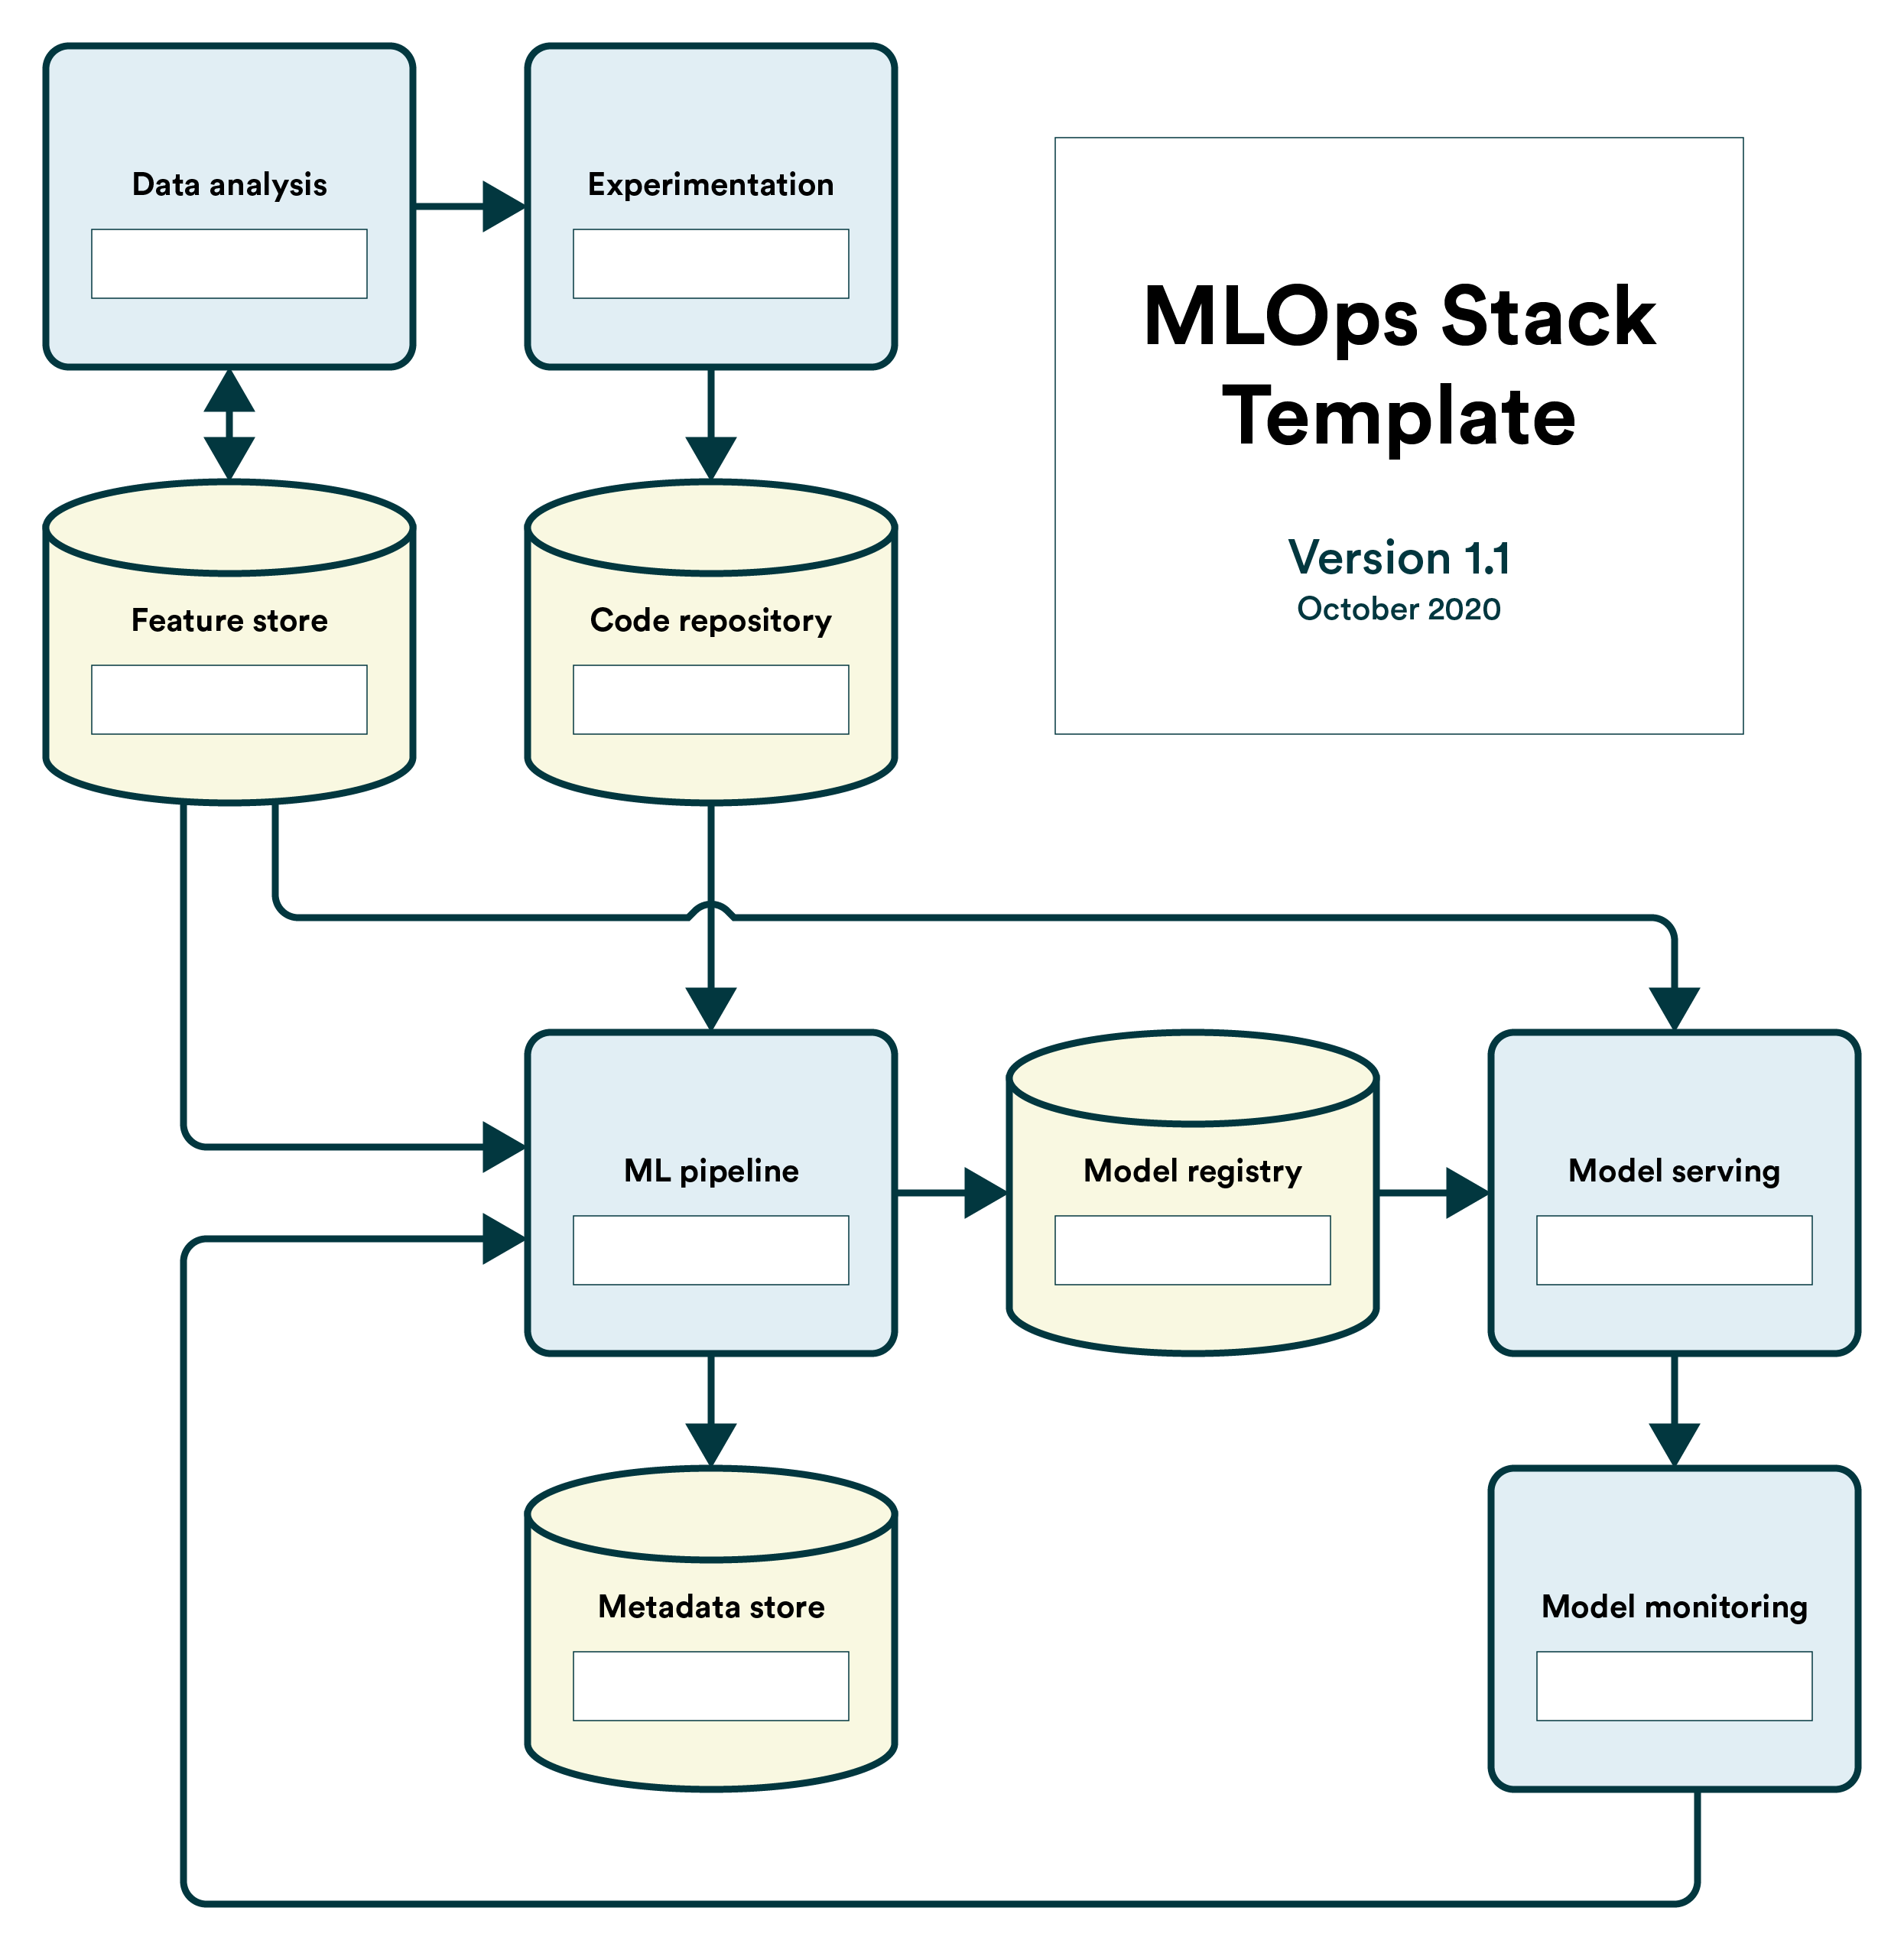 Data analysis
Experimentation
MLOps Stack
Template
Version 1.1
October 2020
Feature store
Code repository
ML pipeline
Model registry
Model serving
Metadata store
Model monitoring